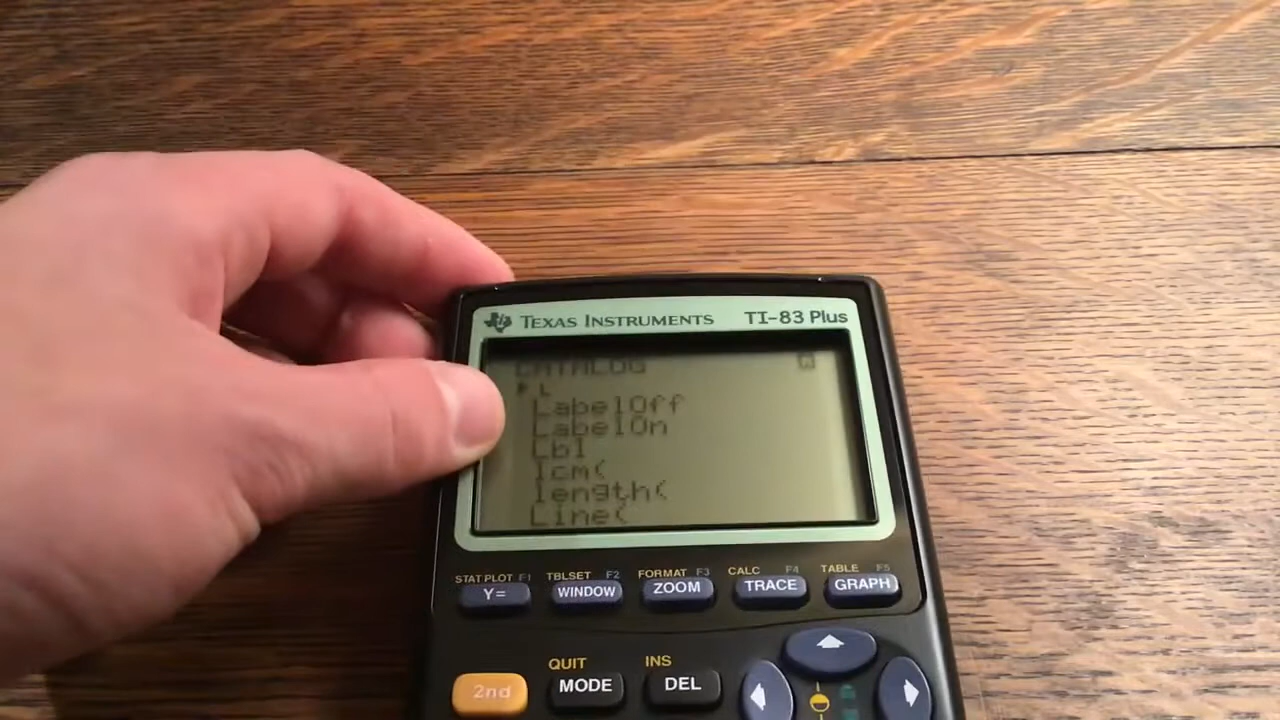 TEXAS INSTRUMENTS TI-83 Plus
CATALOG
L
LabelOff
LabelOn
Lbl
lcm(
length(
Line(
STAT PLOT F1 TBLSET F2 FORMAT F3 CALC F4 TABLE F5
Y= WINDOW ZOOM TRACE GRAPH
QUIT INS
2nd MODE DEL